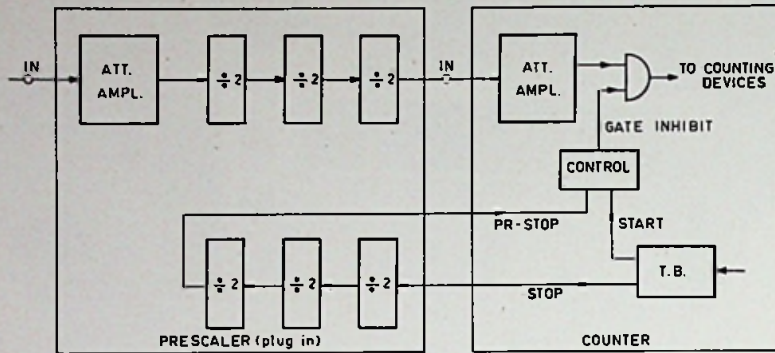 IN
ATT.
AMPL.
÷ 2
÷ 2
÷ 2
IN
ATT.
AMPL.
TO COUNTING
DEVICES
GATE INHIBIT
CONTROL
PR-STOP
START
÷ 2
÷ 2
÷ 2
STOP
T.B.
PRESCALER (plug in)
COUNTER